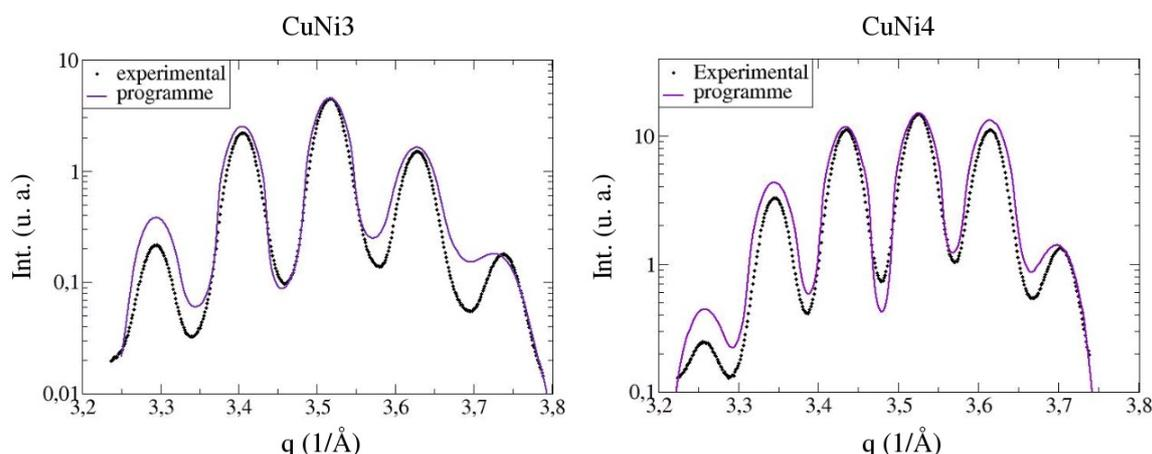 CuNi3
CuNi4
10
1
0.1
0,01
experimental
programme
Int. (u. a.)
3,2 3,3 3,4 3,5 3,6 3,7 3,8
q (1/Å)
10
1
0.1
Experimental
programme
Int. (u. a.)
3,2 3,3 3,4 3,5 3,6 3,7 3,8
q (1/Å)